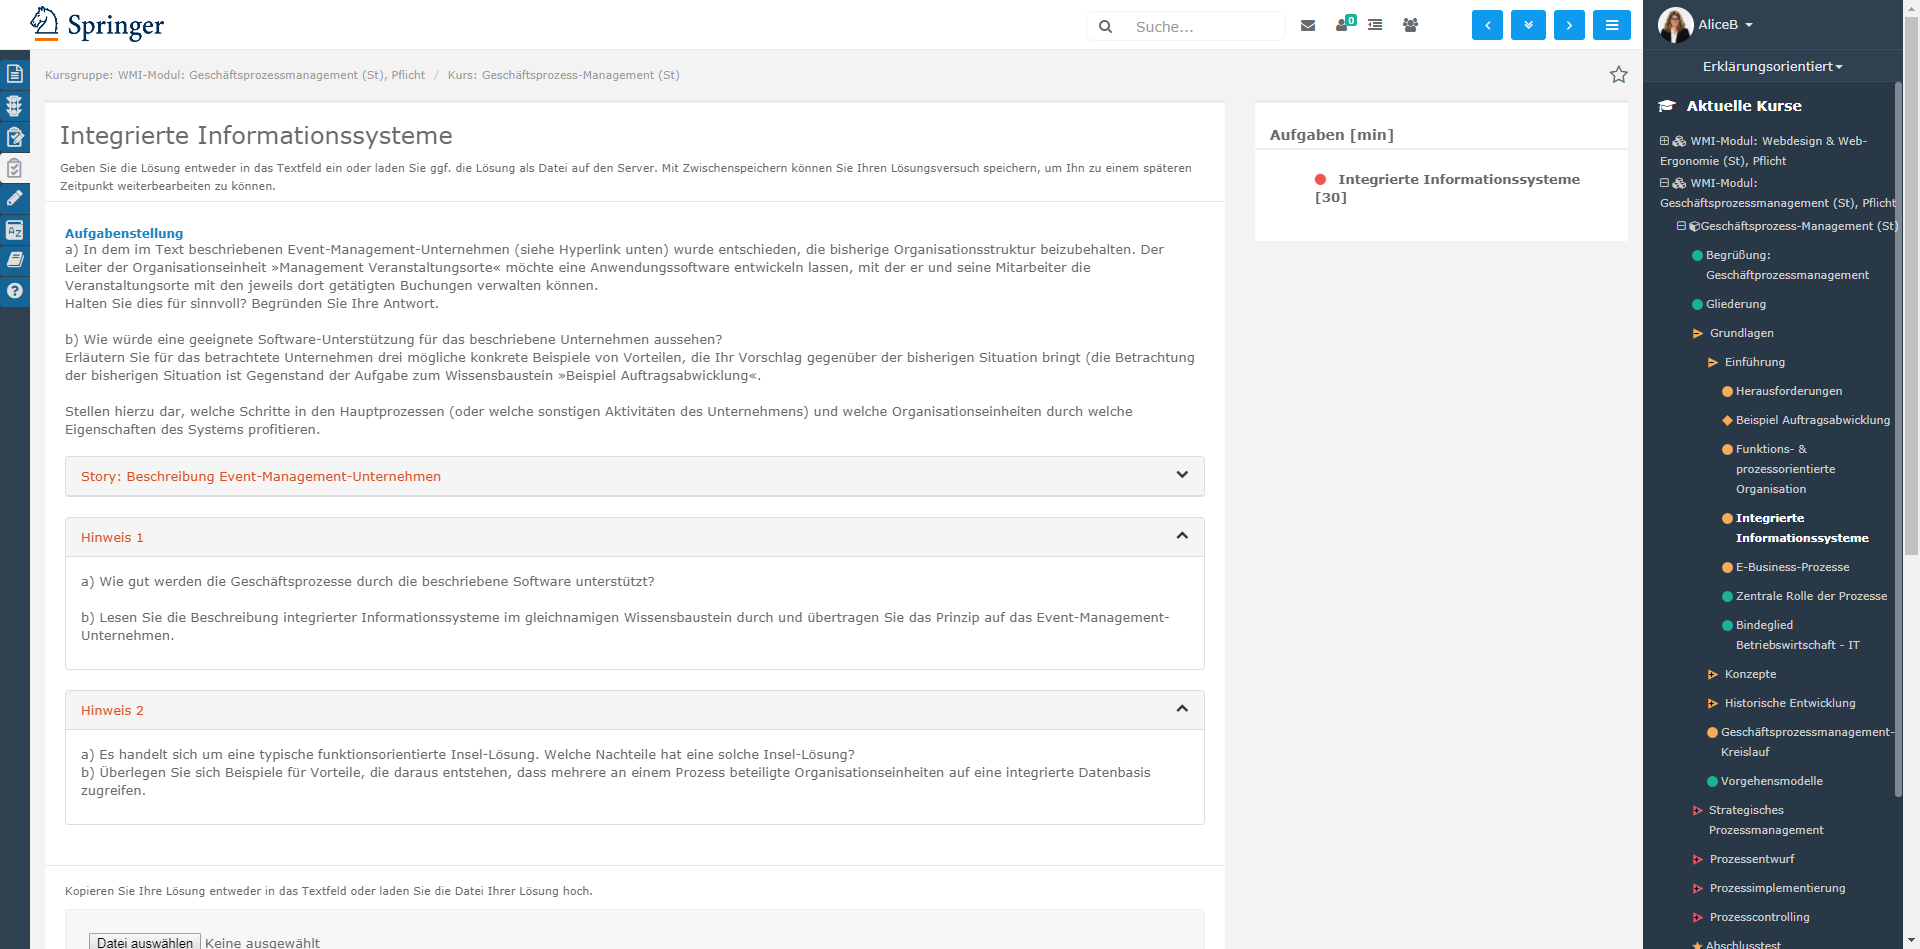 Springer
Suche...
0
AliceB
Erklärungsorientiert
Kursgruppe: WMI-Modul: Geschäftsprozessmanagement (St), Pflicht / Kurs: Geschäftsprozess-Management (St)
Integrierte Informationssysteme
Geben Sie die Lösung entweder in das Textfeld ein oder laden Sie ggf. die Lösung als Datei auf den Server. Mit Zwischenspeichern können Sie Ihren Lösungsversuch speichern, um Ihn zu einem späteren
Zeitpunkt weiterbearbeiten zu können.
Aufgabenstellung
a) In dem im Text beschriebenen Event-Management-Unternehmen (siehe Hyperlink unten) wurde entschieden, die bisherige Organisationsstruktur beizubehalten. Der
Leiter der Organisationseinheit »Management Veranstaltungsorte« möchte eine Anwendungssoftware entwickeln lassen, mit der er und seine Mitarbeiter die
Veranstaltungsorte mit den jeweils dort getätigten Buchungen verwalten können.
Halten Sie dies für sinnvoll? Begründen Sie Ihre Antwort.
b) Wie würde eine geeignete Software-Unterstützung für das beschriebene Unternehmen aussehen?
Erläutern Sie für das betrachtete Unternehmen drei mögliche konkrete Beispiele von Vorteilen, die Ihr Vorschlag gegenüber der bisherigen Situation bringt (die Betrachtung
der bisherigen Situation ist Gegenstand der Aufgabe zum Wissensbaustein »Beispiel Auftragsabwicklung«.
Stellen hierzu dar, welche Schritte in den Hauptprozessen (oder welche sonstigen Aktivitäten des Unternehmens) und welche Organisationseinheiten durch welche
Eigenschaften des Systems profitieren.
Story: Beschreibung Event-Management-Unternehmen
Hinweis 1
a) Wie gut werden die Geschäftsprozesse durch die beschriebene Software unterstützt?
b) Lesen Sie die Beschreibung integrierter Informationssysteme im gleichnamigen Wissensbaustein durch und übertragen Sie das Prinzip auf das Event-Management-
Unternehmen.
Hinweis 2
a) Es handelt sich um eine typische funktionsorientierte Insel-Lösung. Welche Nachteile hat eine solche Insel-Lösung?
b) Überlegen Sie sich Beispiele für Vorteile, die daraus entstehen, dass mehrere an einem Prozess beteiligte Organisationseinheiten auf eine integrierte Datenbasis
zugreifen.
Kopieren Sie Ihre Lösung entweder in das Textfeld oder laden Sie die Datei Ihrer Lösung hoch.
Datei auswählen Keine ausgewählt
Aufgaben [min]
Integrierte Informationssysteme
[30]
Aktuelle Kurse
WMI-Modul: Webdesign & Web-
Ergonomie (St), Pflicht
WMI-Modul:
Geschäftsprozessmanagement (St), Pflicht
Geschäftsprozess-Management (St)
Begrüßung:
Geschäftprozessmanagement
Gliederung
Grundlagen
Einführung
Herausforderungen
Beispiel Auftragsabwicklung
Funktions- &
prozessorientierte
Organisation
Integrierte
Informationssysteme
E-Business-Prozesse
Zentrale Rolle der Prozesse
Bindeglied
Betriebswirtschaft - IT
Konzepte
Historische Entwicklung
Geschäftsprozessmanagement-
Kreislauf
Vorgehensmodelle
Strategisches
Prozessmanagement
Prozessentwurf
Prozessimplementierung
Prozesscontrolling
Abschlusstest